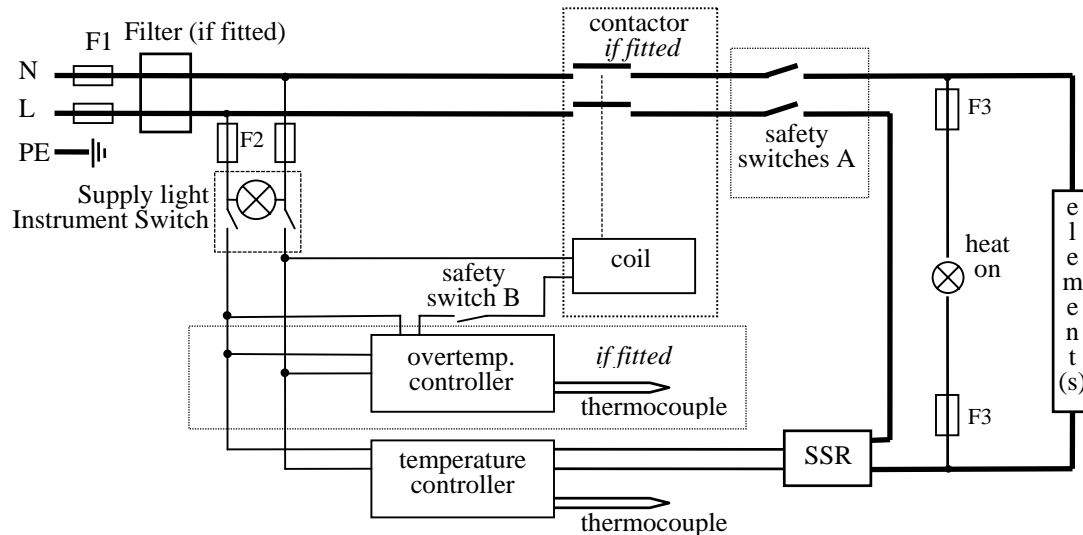 F1
Filter (if fitted)
contactor
if fitted
N
L
PE
F2
safety
switches A
F3
Supply light
Instrument Switch
coil
heat
on
element(s)
safety
switch B
overtemp.
controller
if fitted
thermocouple
F3
temperature
controller
SSR
thermocouple